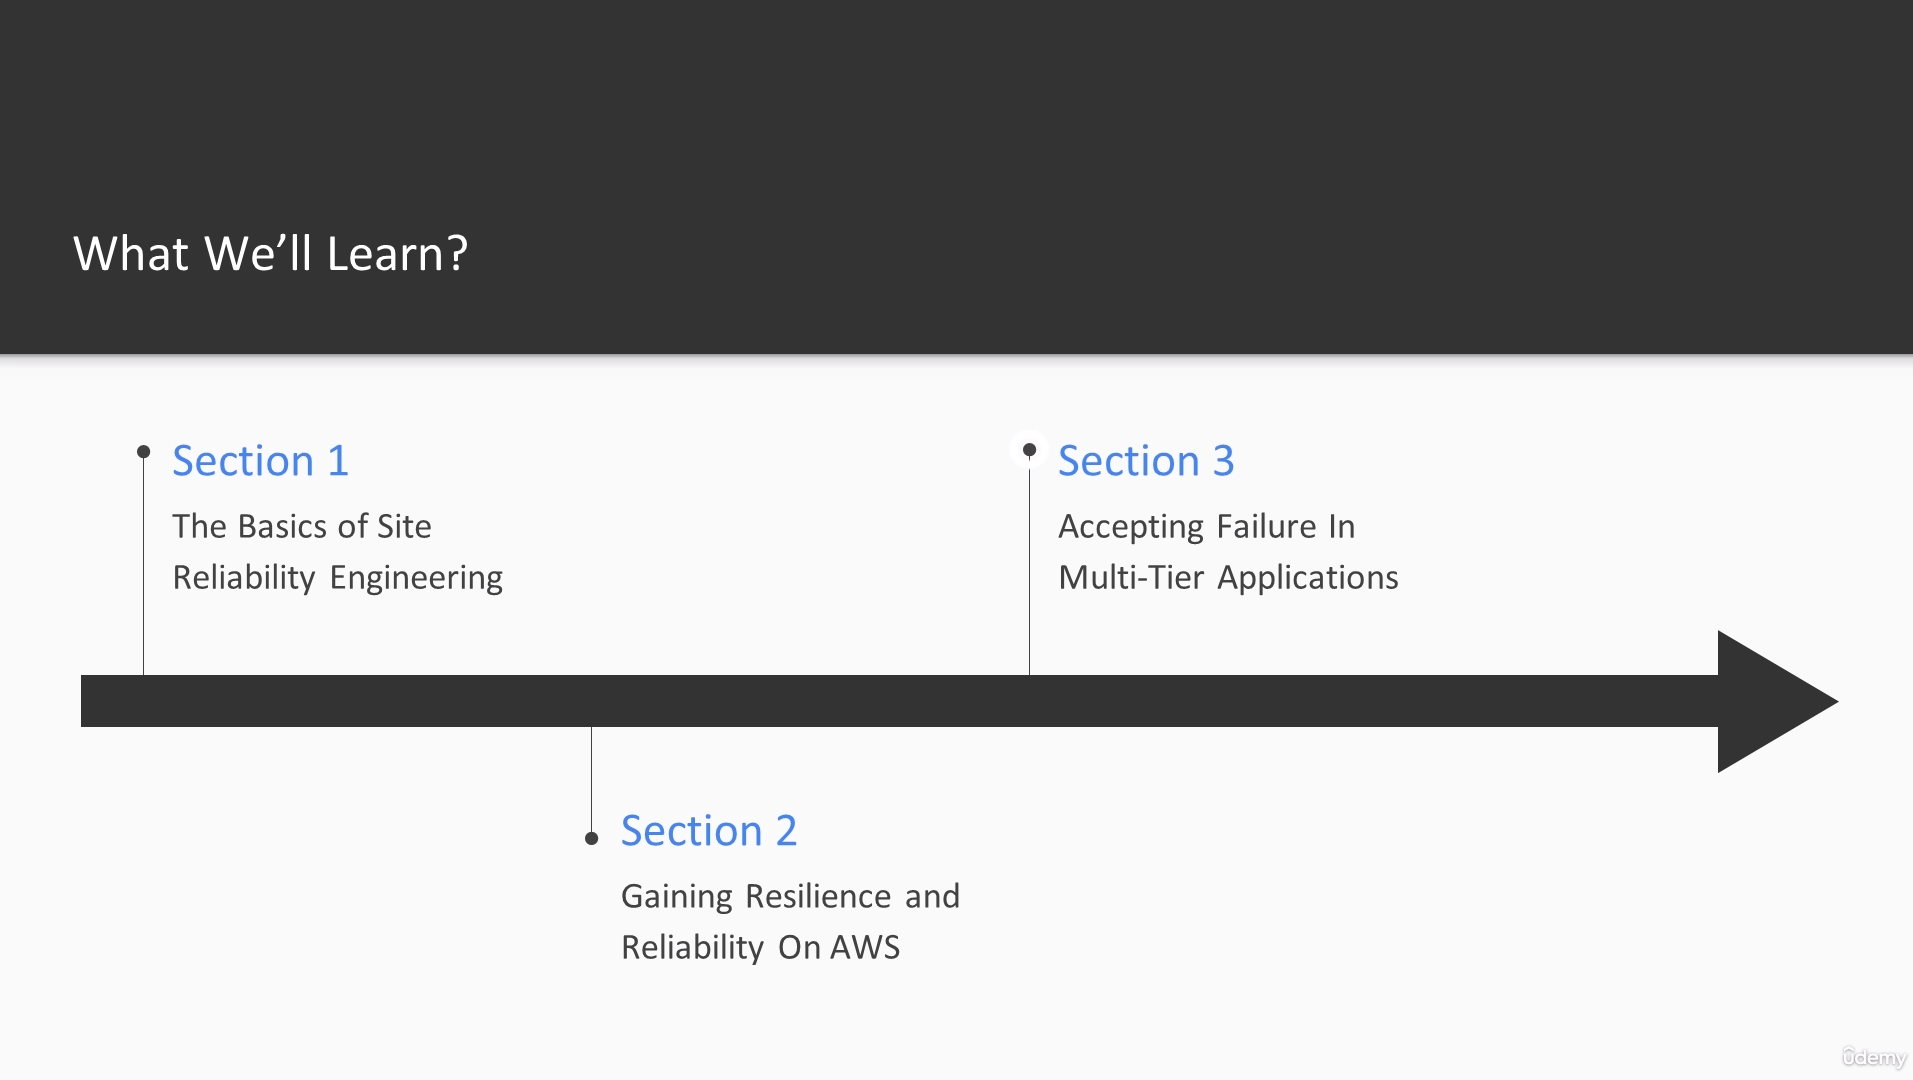 What We’ll Learn?
Section 1
The Basics of Site
Reliability Engineering
Section 2
Gaining Resilience and
Reliability On AWS
Section 3
Accepting Failure In
Multi-Tier Applications
udemy